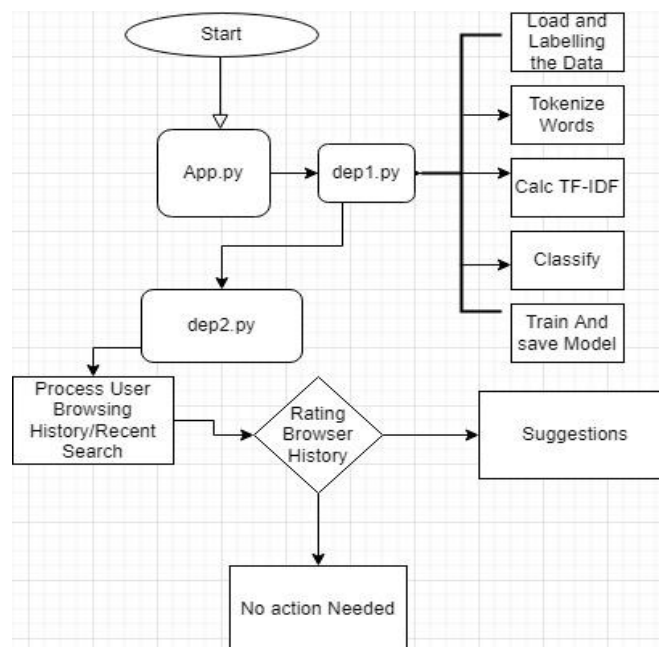 Start
Load and
Labelling
the Data
Tokenize
Words
App.py
dep1.py
Calc TF-IDF
Classify
dep2.py
Train And
save Model
Process User
Browsing
History/Recent
Search
Rating
Browser
History
Suggestions
No action Needed